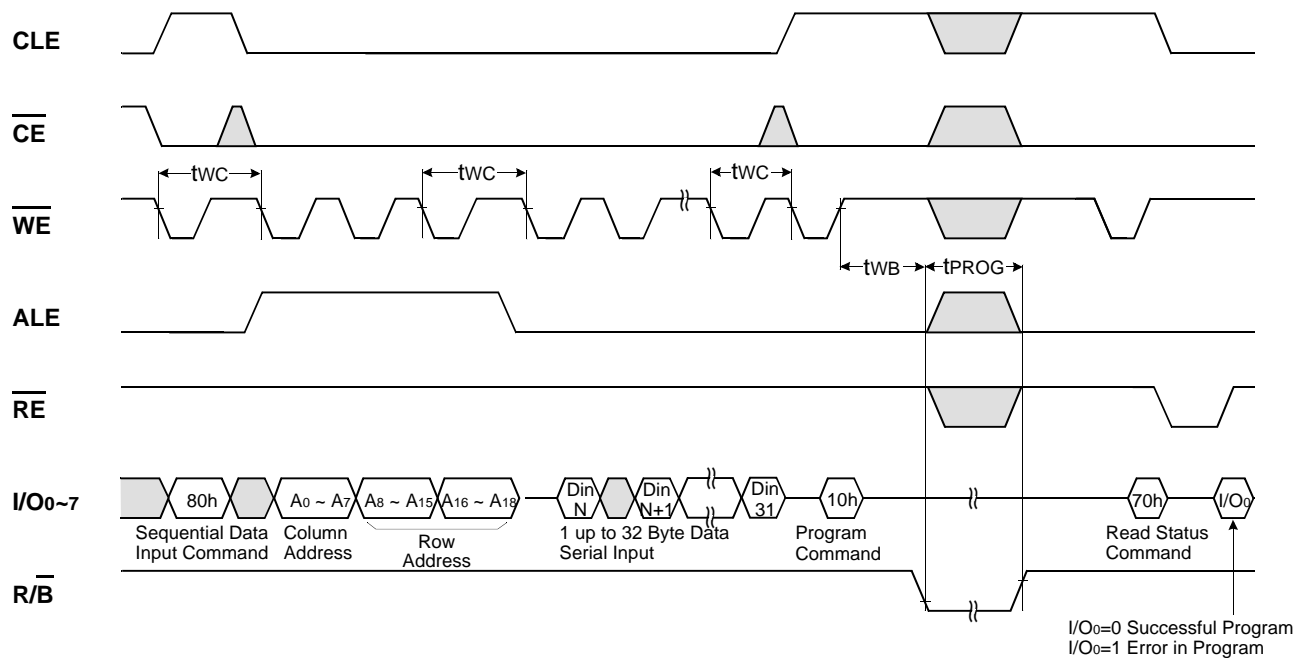 CLE
CE
tWC
tWC
tWC
WE
tWB
tPROG
ALE
RE
I/O0~7
80h
A0 ~ A7
A8 ~ A15
A16 ~ A18
Din N
Din N+1
Din 31
10h
70h
I/O0
Sequential Data
Input Command
Column
Address
Row
Address
1 up to 32 Byte Data
Serial Input
Program
Command
Read Status
Command
R/B
I/O0=0 Successful Program
I/O0=1 Error in Program